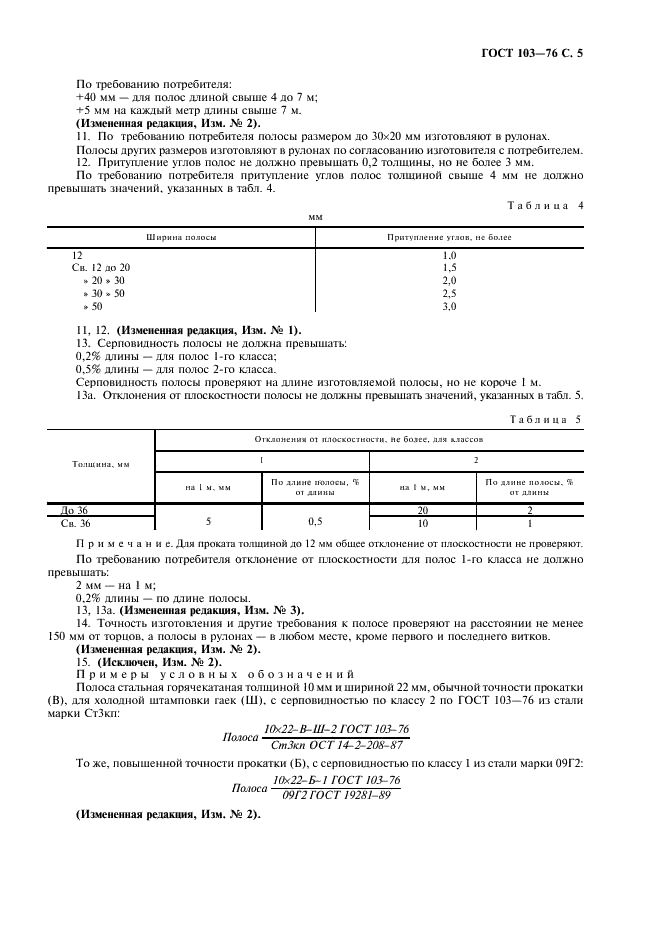 ГОСТ 103—76 С. 5
По требованию потребителя:
+40 мм — для полос длиной свыше 4 до 7 м;
+5 мм на каждый метр длины свыше 7 м.
(Измененная редакция, Изм. № 2).
11. По требованию потребителя полосы размером до 30×20 мм изготовляют в рулонах.
Полосы других размеров изготовляют в рулонах по согласованию изготовителя с потребителем.
12. Притупление углов полос не должно превышать 0,2 толщины, но не более 3 мм.
По требованию потребителя притупление углов полос толщиной свыше 4 мм не должно
превышать значений, указанных в табл. 4.
Таблица 4
мм
Ширина полосы Притупление углов, не более
12 1,0
Св. 12 до 20 1,5
» 20 » 30 2,0
» 30 » 50 2,5
» 50 3,0
11, 12. (Измененная редакция, Изм. № 1).
13. Серповидность полосы не должна превышать:
0,2% длины — для полос 1-го класса;
0,5% длины — для полос 2-го класса.
Серповидность полосы проверяют на длине изготовляемой полосы, но не короче 1 м.
13а. Отклонения от плоскостности полосы не должны превышать значений, указанных в табл. 5.
Таблица 5
Толщина, мм
Отклонения от плоскостности, не более, для классов
1 2
на 1 м, мм По длине полосы, % от длины на 1 м, мм По длине полосы, % от длины
До 36 20 2
Св. 36 5 0,5 10 1
Примечание. Для проката толщиной до 12 мм общее отклонение от плоскостности не проверяют.
По требованию потребителя отклонение от плоскостности для полос 1-го класса не должно
превышать:
2 мм — на 1 м;
0,2% длины — по длине полосы.
13, 13а. (Измененная редакция, Изм. № 3).
14. Точность изготовления и другие требования к полосе проверяют на расстоянии не менее
150 мм от торцов, а полосы в рулонах — в любом месте, кроме первого и последнего витков.
(Измененная редакция, Изм. № 2).
15. (Исключен, Изм. № 2).
Примеры условных обозначений
Полоса стальная горячекатаная толщиной 10 мм и шириной 22 мм, обычной точности прокатки
(В), для холодной штамповки гаек (Ш), с серповидностью по классу 2 по ГОСТ 103—76 из стали
марки Ст3кп:
Полоса 10×22–В–Ш–2 ГОСТ 103–76
Ст3кп ОСТ 14–2–208–87
То же, повышенной точности прокатки (Б), с серповидностью по классу 1 из стали марки 09Г2:
Полоса 10×22–Б–1 ГОСТ 103–76
09Г2 ГОСТ 19281–89
(Измененная редакция, Изм. № 2).